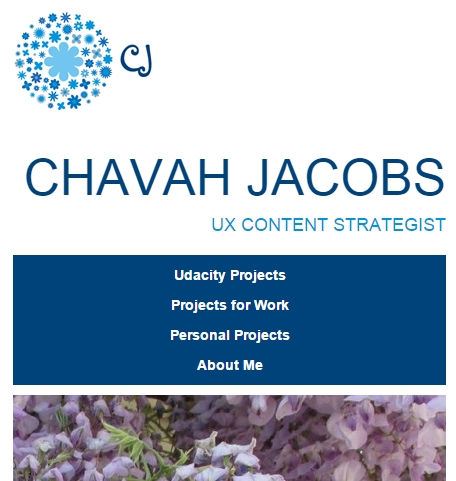 CJ
CHAVAH JACOBS
UX CONTENT STRATEGIST
Udacity Projects
Projects for Work
Personal Projects
About Me